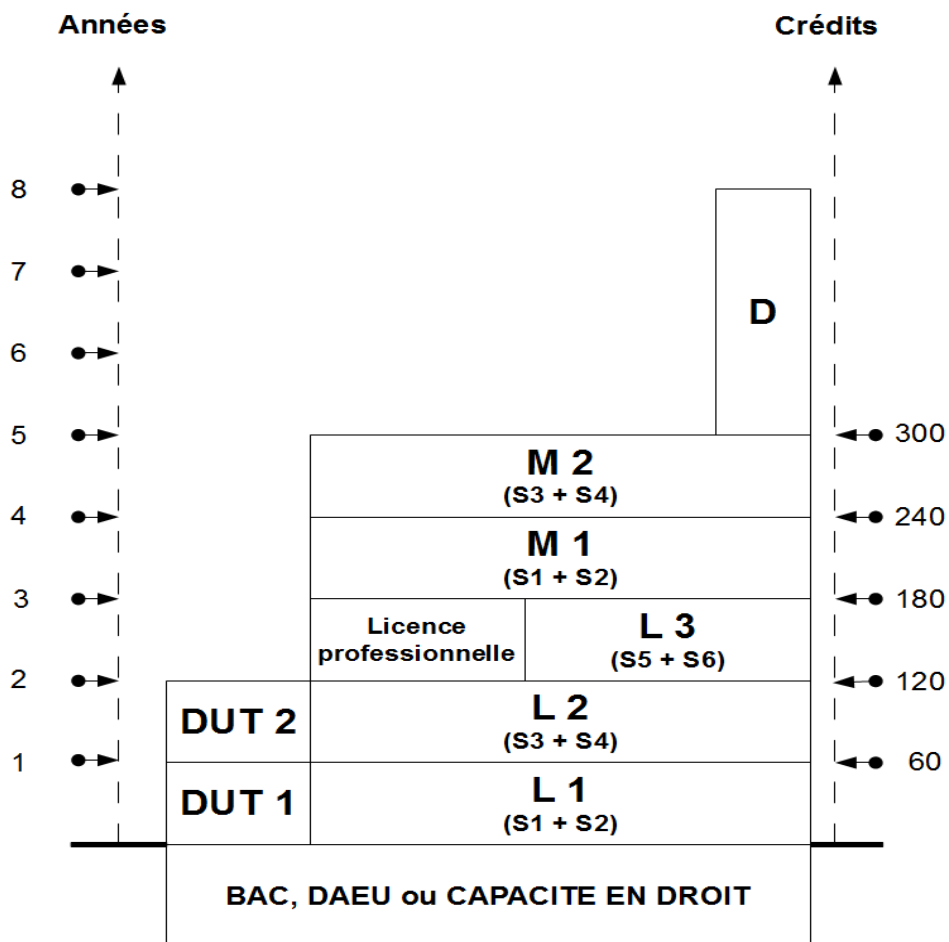 Années
Crédits
8
7
D
6
5
300
M 2
(S3 + S4)
4
240
M 1
(S1 + S2)
3
180
Licence
professionnelle
L 3
(S5 + S6)
2
120
DUT 2
L 2
(S3 + S4)
1
60
DUT 1
L 1
(S1 + S2)
BAC, DAEU ou CAPACITE EN DROIT